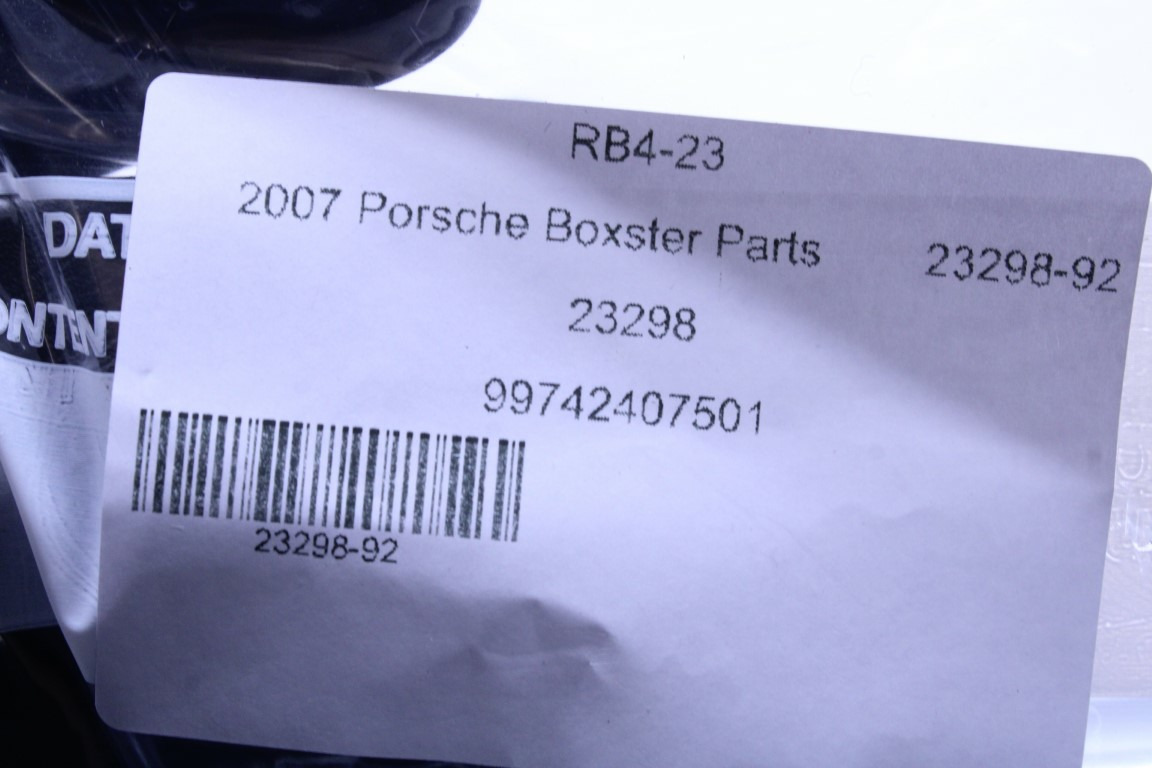 RB4-23
2007 Porsche Boxster Parts 23298-92
23298
99742407501
23298-92
DAT
ONTENT